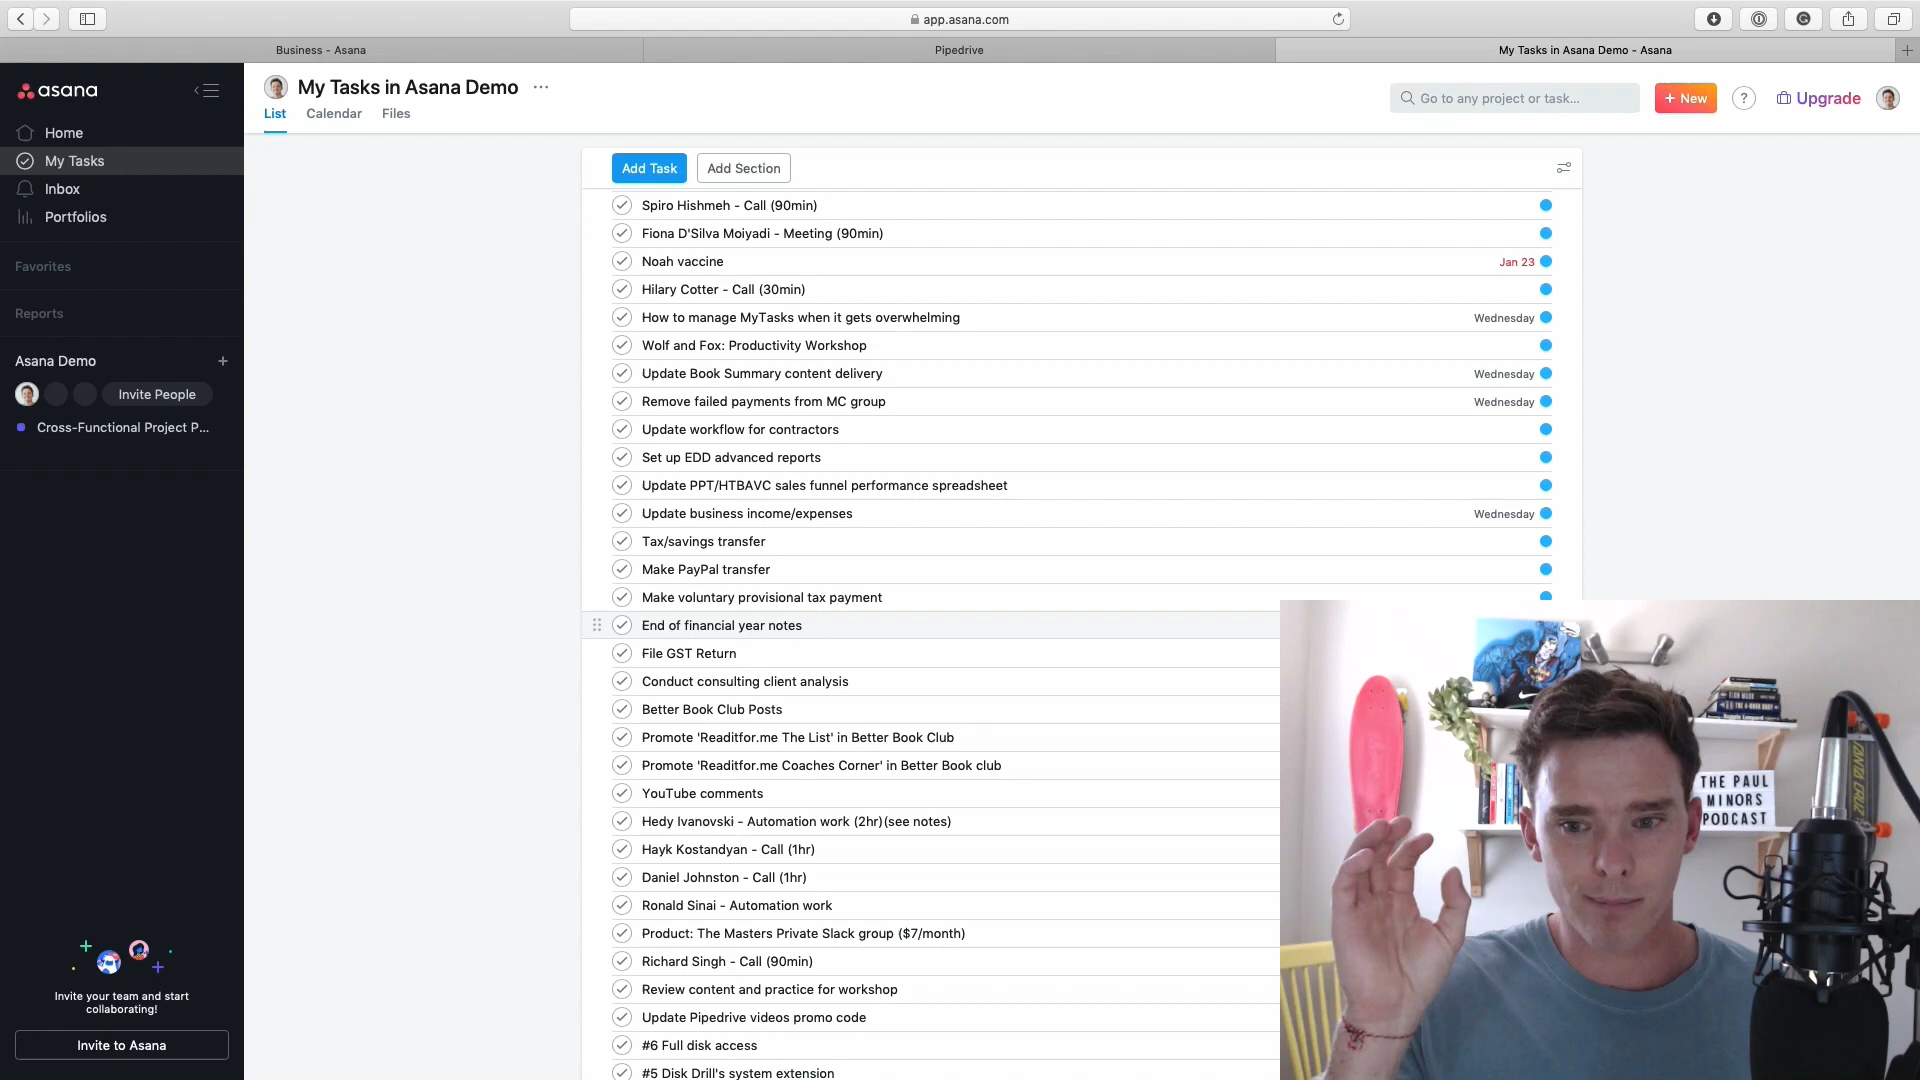 app.asana.com
Business - Asana
Pipedrive
My Tasks in Asana Demo - Asana
asana
Home
My Tasks
Inbox
Portfolios
Favorites
Reports
Asana Demo
Invite People
Cross-Functional Project P...
Invite your team and start
collaborating!
Invite to Asana
My Tasks in Asana Demo
List
Calendar
Files
Go to any project or task...
+ New
?
Upgrade
Add Task
Add Section
Spiro Hishmeh - Call (90min)
Fiona D'Silva Moiyadi - Meeting (90min)
Noah vaccine
Jan 23
Hilary Cotter - Call (30min)
How to manage MyTasks when it gets overwhelming
Wednesday
Wolf and Fox: Productivity Workshop
Update Book Summary content delivery
Wednesday
Remove failed payments from MC group
Wednesday
Update workflow for contractors
Set up EDD advanced reports
Update PPT/HTBAVC sales funnel performance spreadsheet
Update business income/expenses
Wednesday
Tax/savings transfer
Make PayPal transfer
Make voluntary provisional tax payment
End of financial year notes
File GST Return
Conduct consulting client analysis
Better Book Club Posts
Promote 'Readitfor.me The List' in Better Book Club
Promote 'Readitfor.me Coaches Corner' in Better Book club
YouTube comments
Hedy Ivanovski - Automation work (2hr)(see notes)
Hayk Kostandyan - Call (1hr)
Daniel Johnston - Call (1hr)
Ronald Sinai - Automation work
Product: The Masters Private Slack group ($7/month)
Richard Singh - Call (90min)
Review content and practice for workshop
Update Pipedrive videos promo code
#6 Full disk access
#5 Disk Drill's system extension
THE PAUL
MINORS
PODCAST